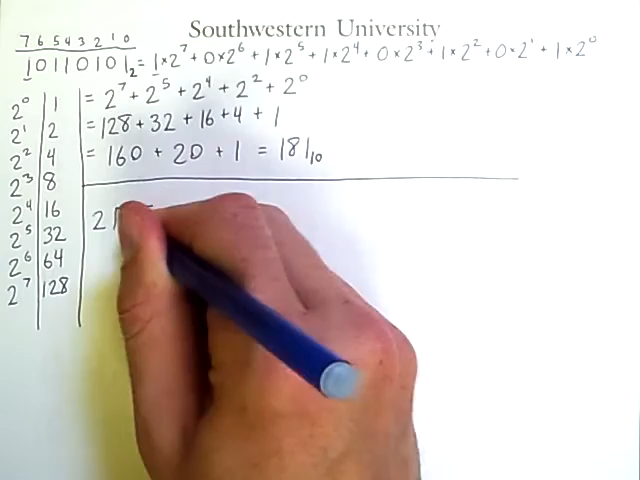 Southwestern University
7 6 5 4 3 2 1 0
10110101₂ = 1×2⁷ + 0×2⁶ + 1×2⁵ + 1×2⁴ + 0×2³ + 1×2² + 0×2¹ + 1×2⁰
= 2⁷ + 2⁵ + 2⁴ + 2² + 2⁰
= 128 + 32 + 16 + 4 + 1
= 160 + 20 + 1 = 181₁₀
2⁰ 1
2¹ 2
2² 4
2³ 8
2⁴ 16
2⁵ 32
2⁶ 64
2⁷ 128
2